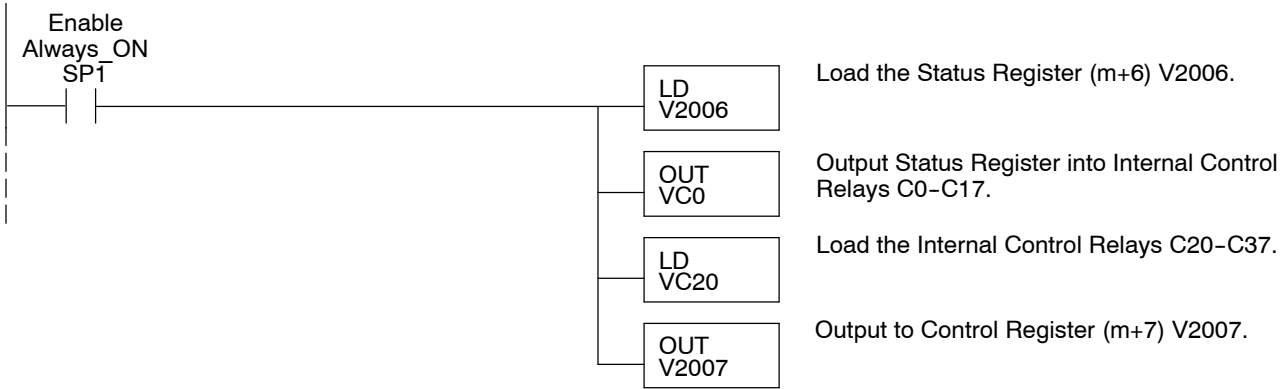 Enable
Always_ON
SP1
LD
V2006
Load the Status Register (m+6) V2006.
OUT
VC0
Output Status Register into Internal Control
Relays C0-C17.
LD
VC20
Load the Internal Control Relays C20-C37.
OUT
V2007
Output to Control Register (m+7) V2007.